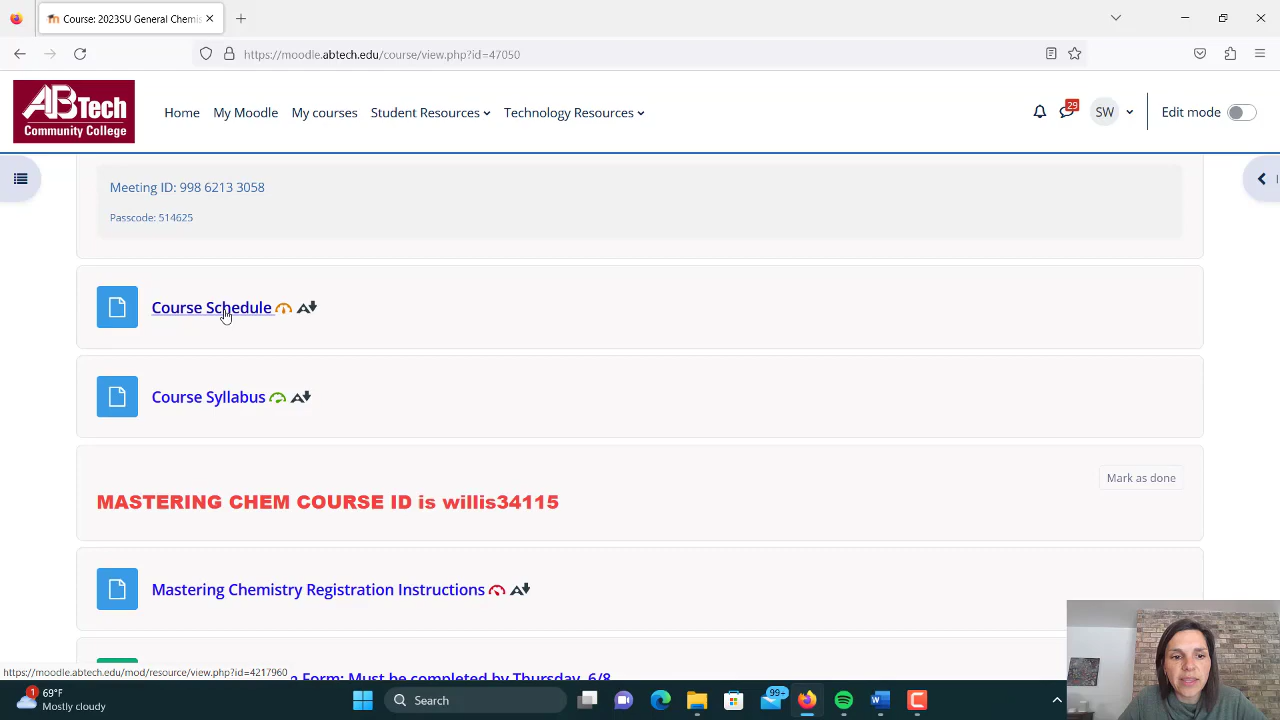 Course: 2023SU General Chemis
https://moodle.abtech.edu/course/view.php?id=47050
AB Tech
Community College
Home
My Moodle
My courses
Student Resources
Technology Resources
29
SW
Edit mode
Meeting ID: 998 6213 3058
Passcode: 514625
Course Schedule
Course Syllabus
Mark as done
MASTERING CHEM COURSE ID is willis34115
Mastering Chemistry Registration Instructions
https://moodle.abtech.edu/mod/resource/view.php?id=4217960
Form: Must be completed by Thursday, 6/8
1
69°F
Mostly cloudy
Search
99+